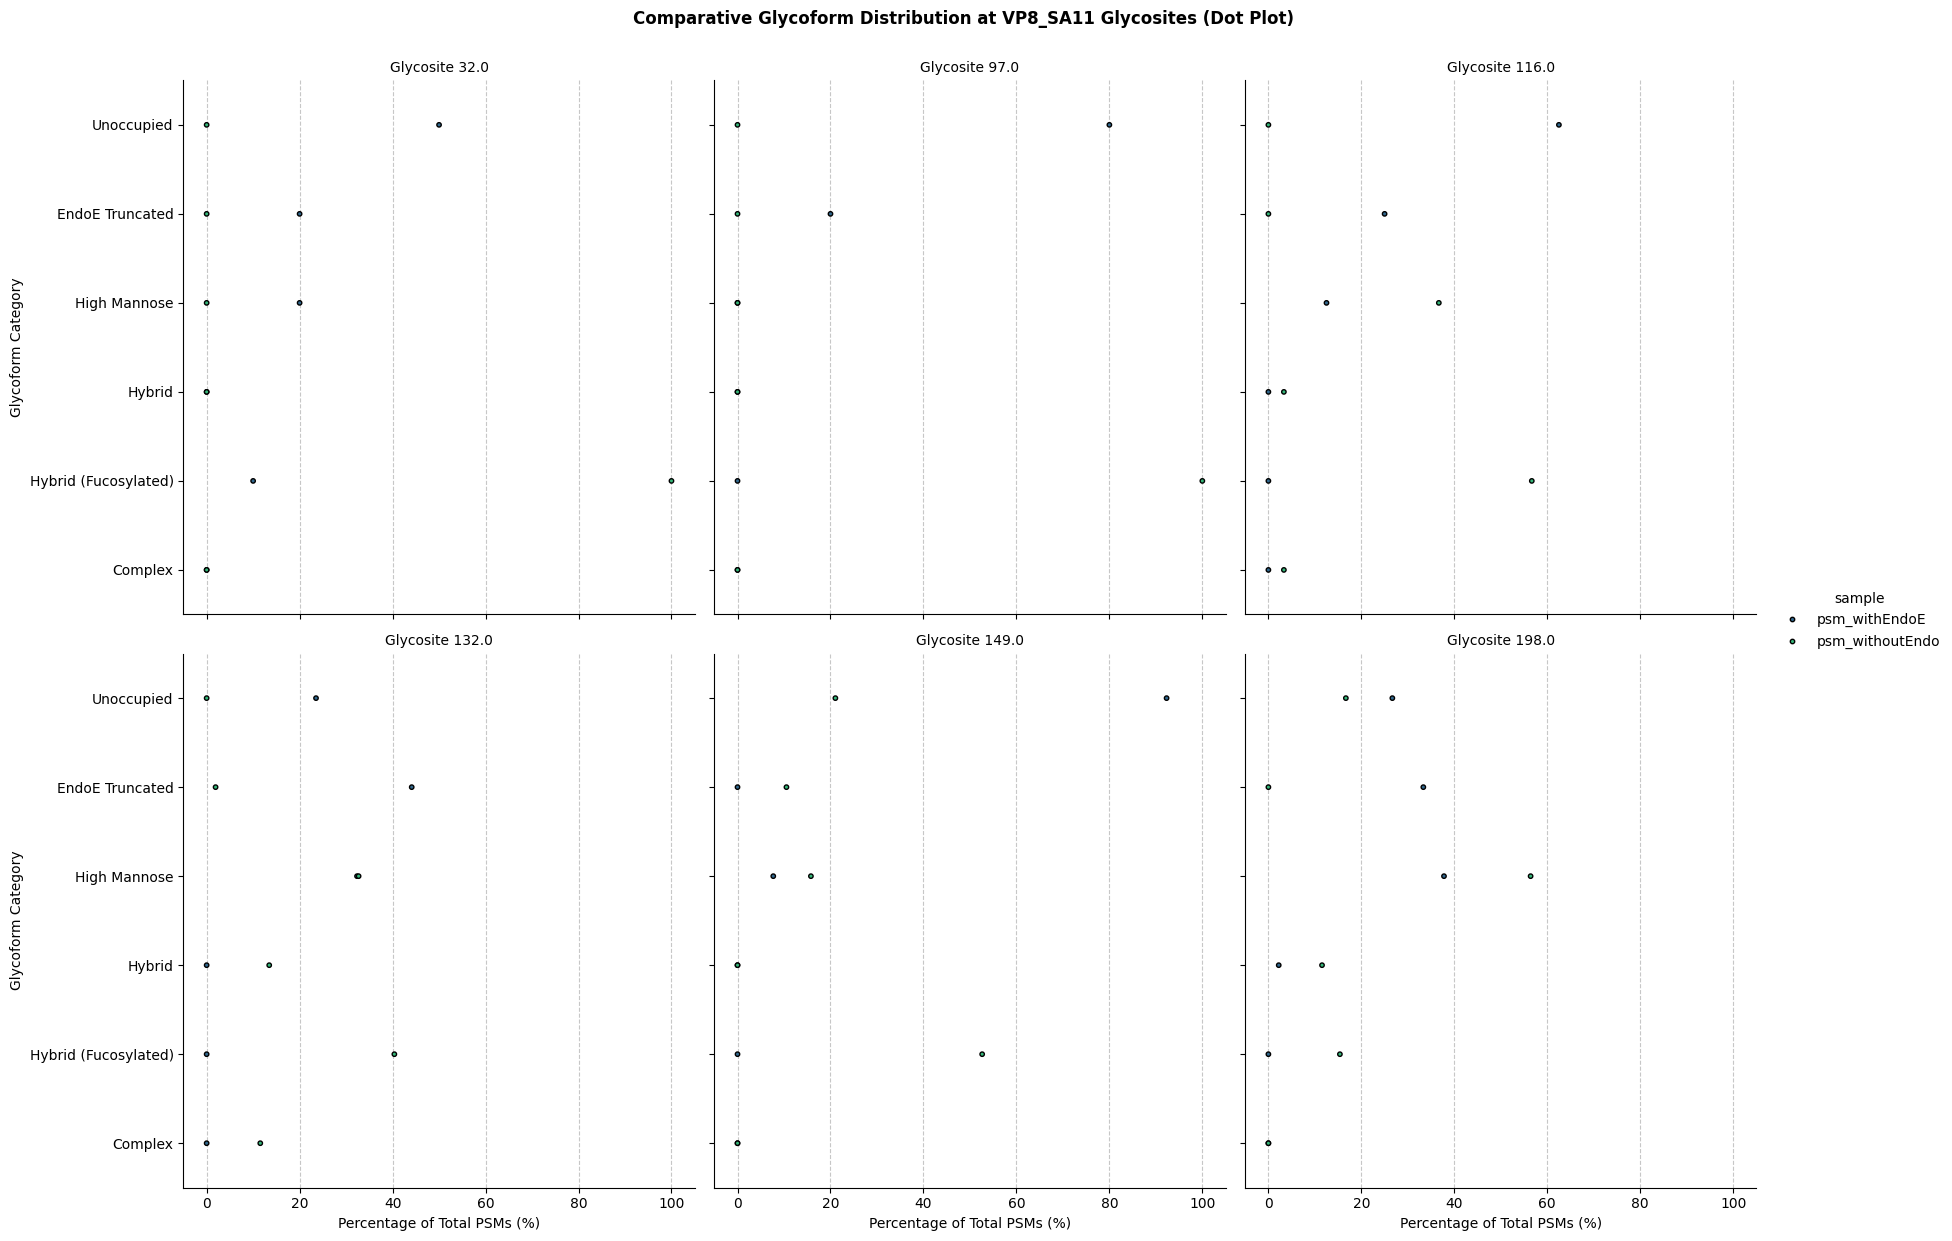 Comparative Glycoform Distribution at VP8_SA11 Glycosites (Dot Plot)
Glycosite 32.0
Glycosite 97.0
Glycosite 116.0
Glycoform Category
Unoccupied
EndoE Truncated
High Mannose
Hybrid
Hybrid (Fucosylated)
Complex
sample
psm_withEndoE
psm_withoutEndo
Glycosite 132.0
Glycosite 149.0
Glycosite 198.0
Glycoform Category
Unoccupied
EndoE Truncated
High Mannose
Hybrid
Hybrid (Fucosylated)
Complex
0 20 40 60 80 100
0 20 40 60 80 100
0 20 40 60 80 100
Percentage of Total PSMs (%)
Percentage of Total PSMs (%)
Percentage of Total PSMs (%)